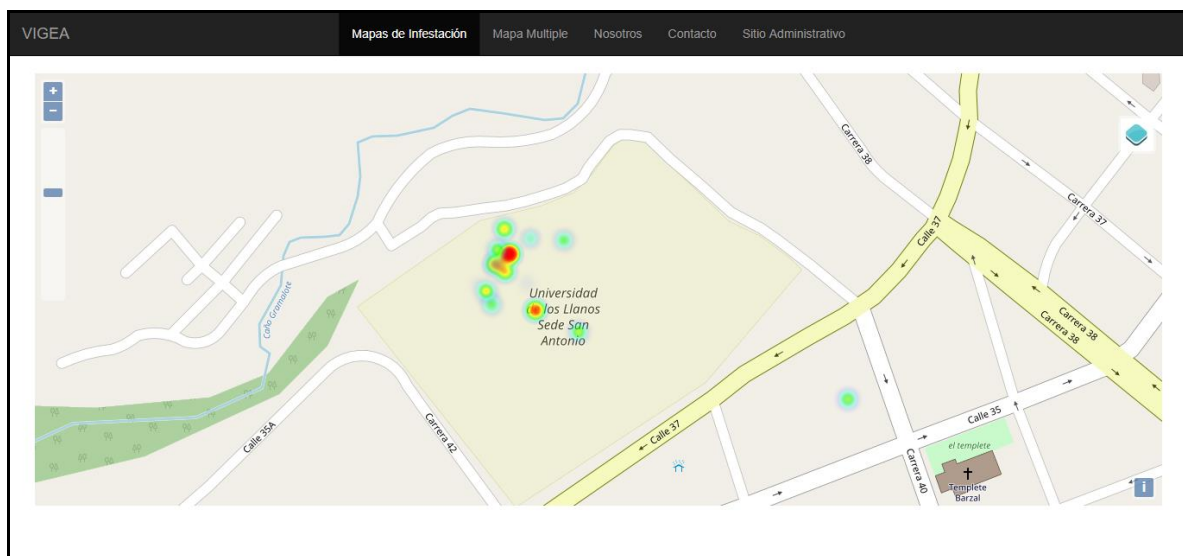 VIGEA
Mapas de Infestación
Mapa Multiple
Nosotros
Contacto
Sitio Administrativo
+
−
Carrera 38
Carrera 37
Calle 37
Caño Gramalote
Universidad
los Llanos
Sede San
Antonio
Carrera 38
Carrera 38
Calle 35A
Carrera 42
Calle 37
Calle 35
el templete
Carrera 40
Templete
Barzal
i